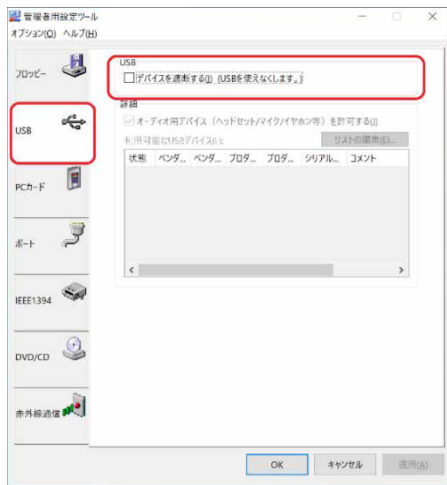 管理者用設定ツール
オプション(O) ヘルプ(H)
フロッピー
USB
PCカード
ポート
IEEE1394
DVD/CD
赤外線通信
USB
デバイスを遮断する(I) (USBを使えなくします。)
詳細
オーディオ用デバイス (ヘッドセット/マイク/イヤホン等) を許可する(U)
利用可能なUSBデバイス(L):
リストの編集(E)...
状態 ベンダ... ベンダ... プロダ... プロダ... シリアル... コメント
OK キャンセル 適用(A)